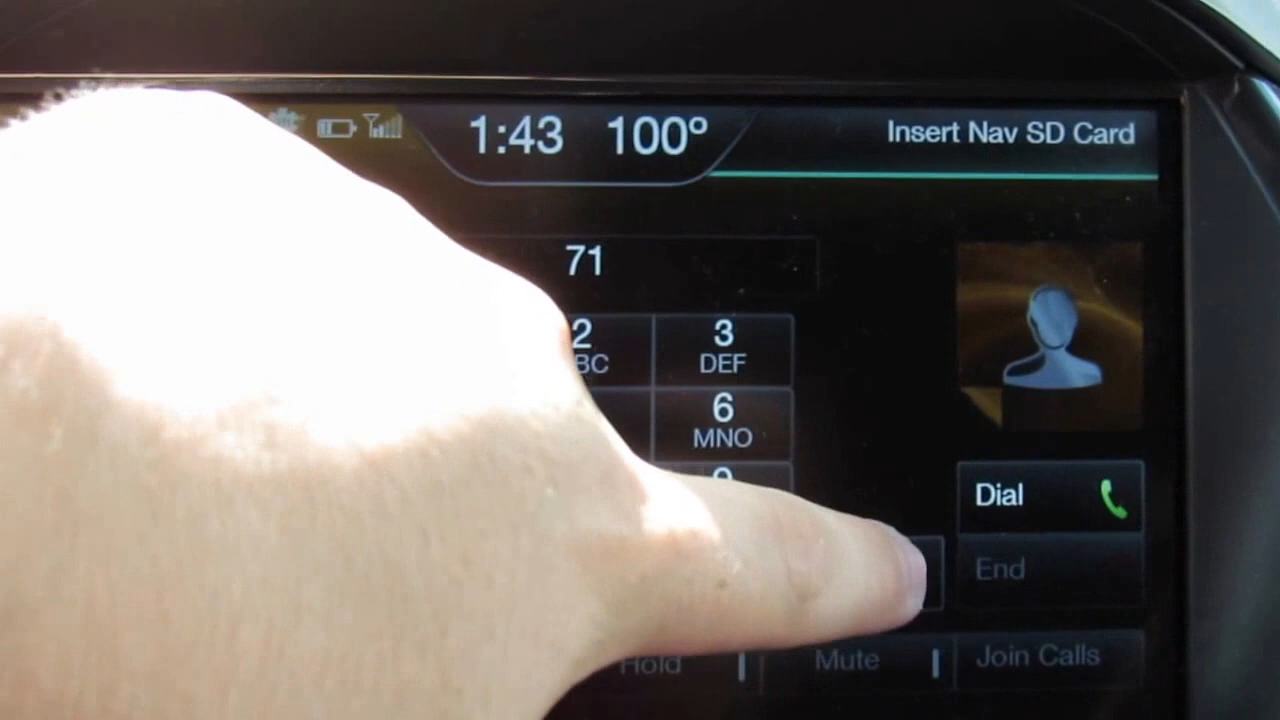 1:43 100° Insert Nav SD Card
71
2 3
BC DEF
6
MNO
Dial
End
Hold Mute Join Calls